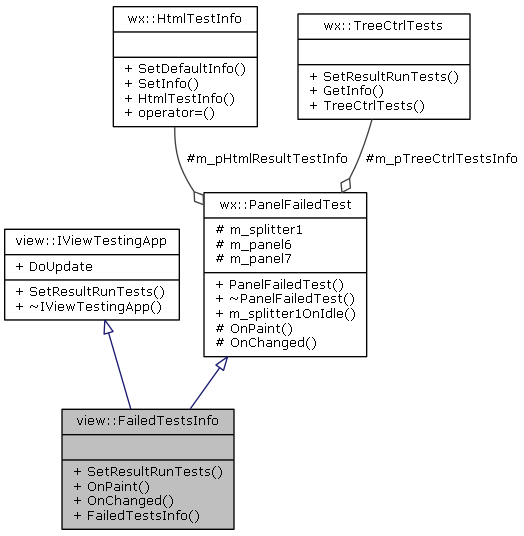 wx::HtmlTestInfo
+ SetDefaultInfo()
+ SetInfo()
+ HtmlTestInfo()
+ operator=()
wx::TreeCtrlTests
+ SetResultRunTests()
+ GetInfo()
+ TreeCtrlTests()
#m_pHtmlResultTestInfo
#m_pTreeCtrlTestsInfo
wx::PanelFailedTest
# m_splitter1
# m_panel6
# m_panel7
+ PanelFailedTest()
+ ~PanelFailedTest()
+ m_splitter1OnIdle()
# OnPaint()
# OnChanged()
view::IViewTestingApp
+ DoUpdate
+ SetResultRunTests()
+ ~IViewTestingApp()
view::FailedTestsInfo
+ SetResultRunTests()
+ OnPaint()
+ OnChanged()
+ FailedTestsInfo()